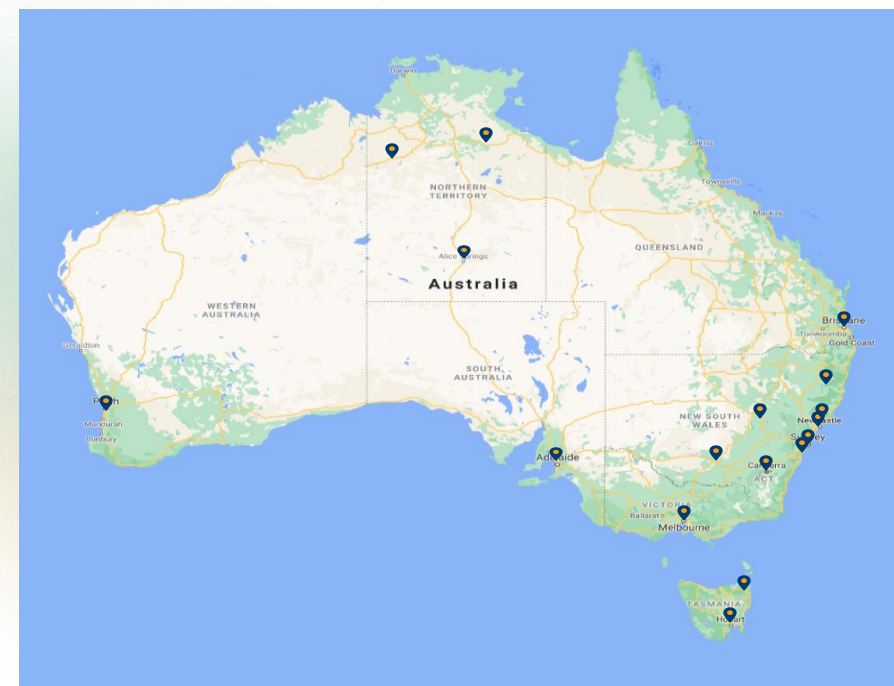 Darwin
Cairns
Townsville
NORTHERN
TERRITORY
Mackay
QUEENSLAND
Alice Springs
Australia
WESTERN
AUSTRALIA
Brisbane
Toowoomba
Gold Coast
Geraldton
SOUTH
AUSTRALIA
Perth
NEW SOUTH
WALES
Newcastle
Mandurah
Bunbury
Sydney
Adelaide
Canberra
ACT
VICTORIA
Ballarat
Melbourne
TASMANIA
Hobart